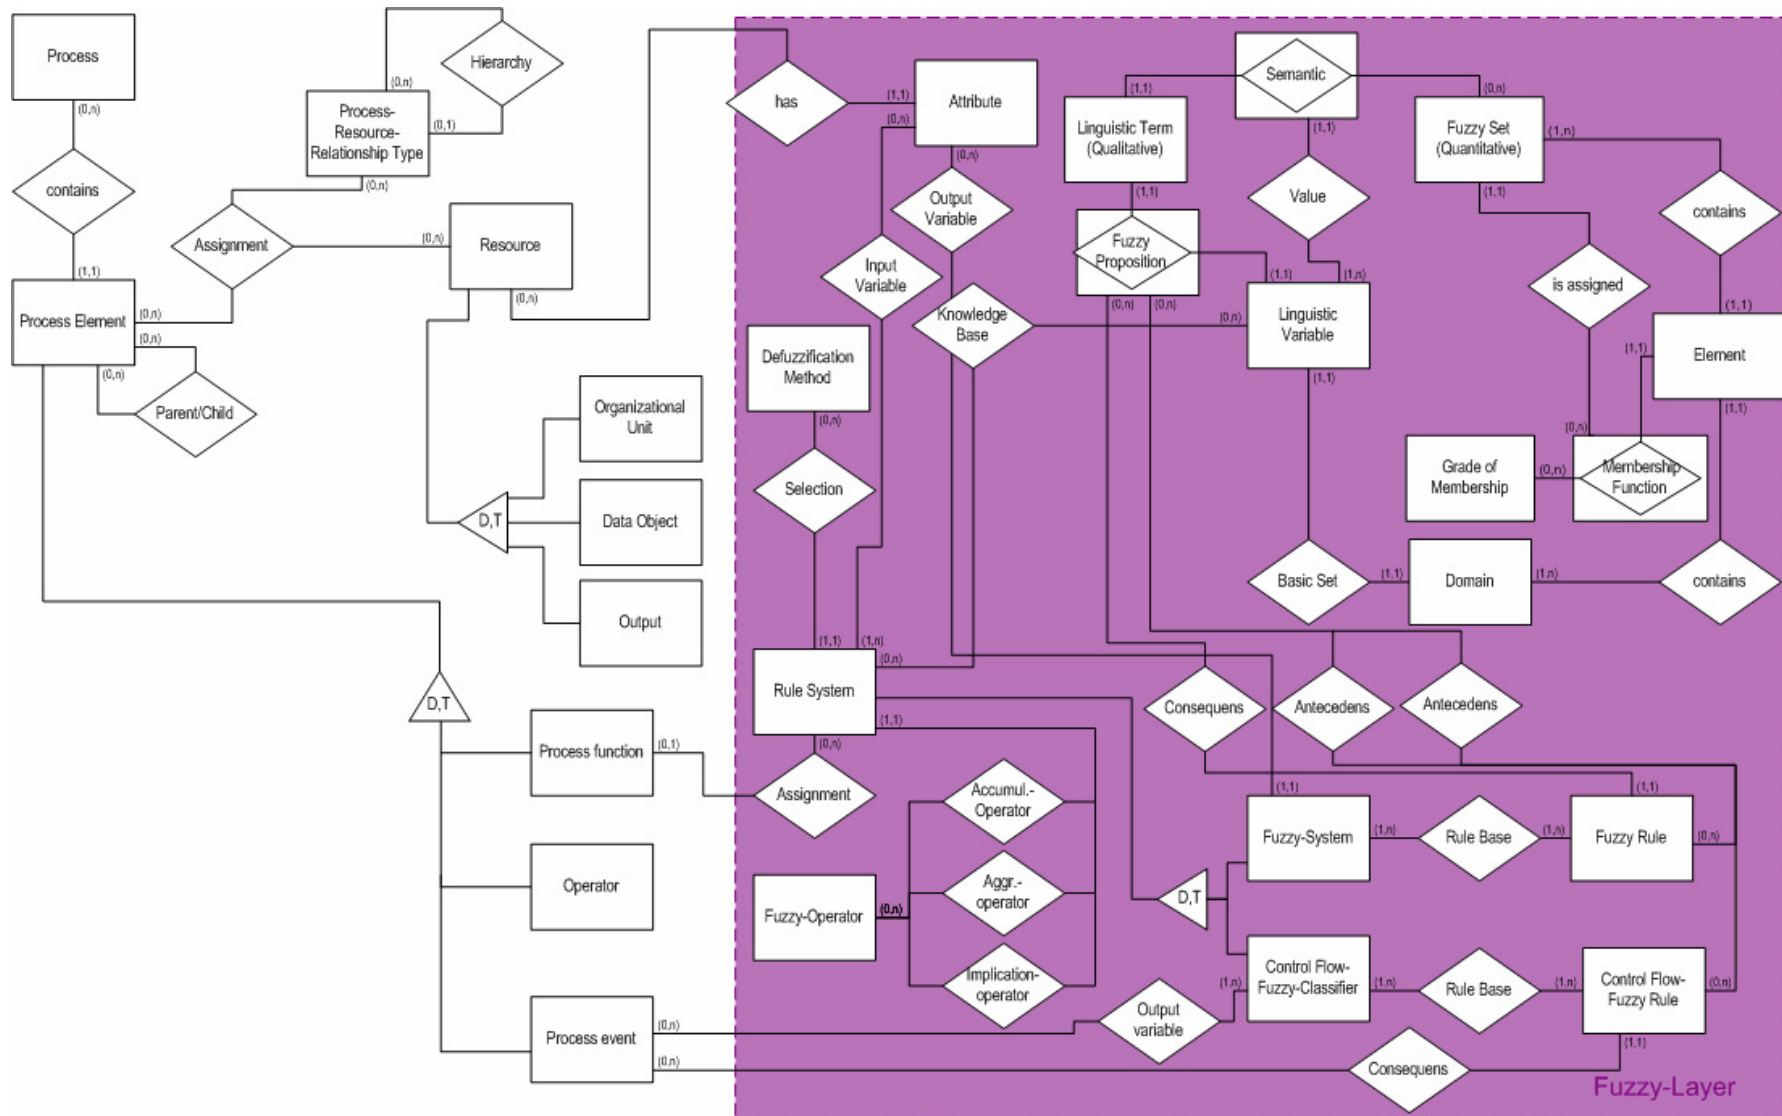 Process
(0,n)
contains
(1,1)
Process Element
(0,n)
(0,n)
(0,n)
Parent/Child
Hierarchy
(0,n)
Process-
Resource-
Relationship Type
(0,1)
(0,n)
Assignment
(0,n)
Resource
(0,n)
Organizational
Unit
D,T
Data Object
Output
D,T
Process function
(0,1)
Operator
Process event
(0,n)
(0,n)
has
(1,1)
Attribute
(0,n)
(0,n)
Output
Variable
Input
Variable
Knowledge
Base
(0,n)
Defuzzification
Method
(0,n)
Selection
(1,1)
(1,n)
(0,n)
Rule System
(1,1)
(0,n)
Assignment
Accumul.-
Operator
Aggr.-
operator
Fuzzy-Operator
(0,n)
Implication-
operator
Semantic
(1,1)
(0,n)
(1,1)
Linguistic Term
(Qualitative)
(1,1)
Fuzzy Set
(Quantitative)
(1,n)
(1,1)
Value
contains
Fuzzy
Proposition
(1,1)
(1,n)
(0,n)
(0,n)
Linguistic
Variable
(1,1)
is assigned
(1,1)
Element
(1,1)
(1,1)
(0,n)
Grade of
Membership
(0,n)
Membership
Function
Basic Set
(1,1)
Domain
(1,n)
contains
Consequens
Antecedens
Antecedens
(1,1)
Fuzzy-System
(1,n)
Rule Base
(1,n)
(1,1)
Fuzzy Rule
(0,n)
D,T
Control Flow-
Fuzzy-Classifier
(1,n)
(1,n)
Rule Base
(1,n)
Control Flow-
Fuzzy Rule
(0,n)
(1,1)
Output
variable
Consequens
Fuzzy-Layer